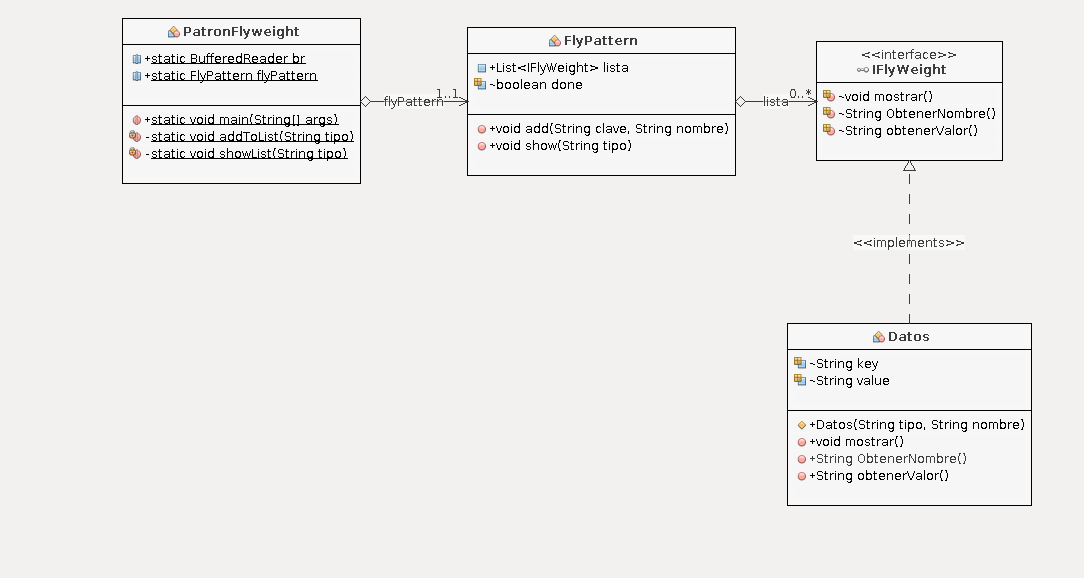 PatronFlyweight
+static BufferedReader br
+static FlyPattern flyPattern
+static void main(String[] args)
-static void addToList(String tipo)
-static void showList(String tipo)
flyPattern
1..1
FlyPattern
+List<IFlyWeight> lista
~boolean done
+void add(String clave, String nombre)
+void show(String tipo)
lista
0..*
<<interface>>
IFlyWeight
~void mostrar()
~String ObtenerNombre()
~String obtenerValor()
<<implements>>
Datos
~String key
~String value
+Datos(String tipo, String nombre)
+void mostrar()
+String ObtenerNombre()
+String obtenerValor()